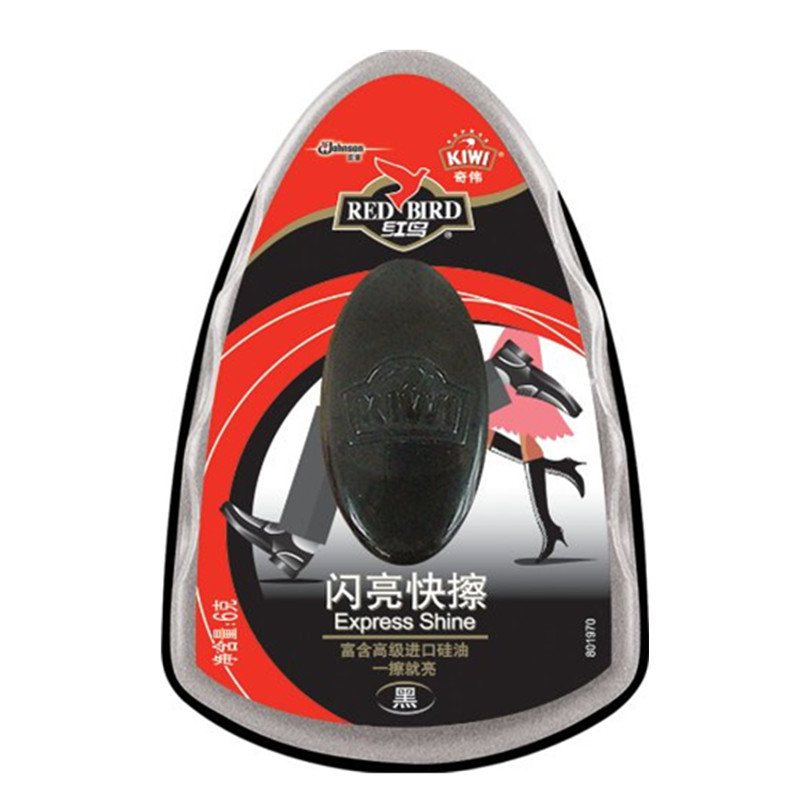 Johnson
庄臣
KIWI
奇伟
RED BIRD
红鸟
®
KIWI
闪亮快擦
Express Shine
富含高级进口硅油
一擦就亮
黑
净含量:6克
801970